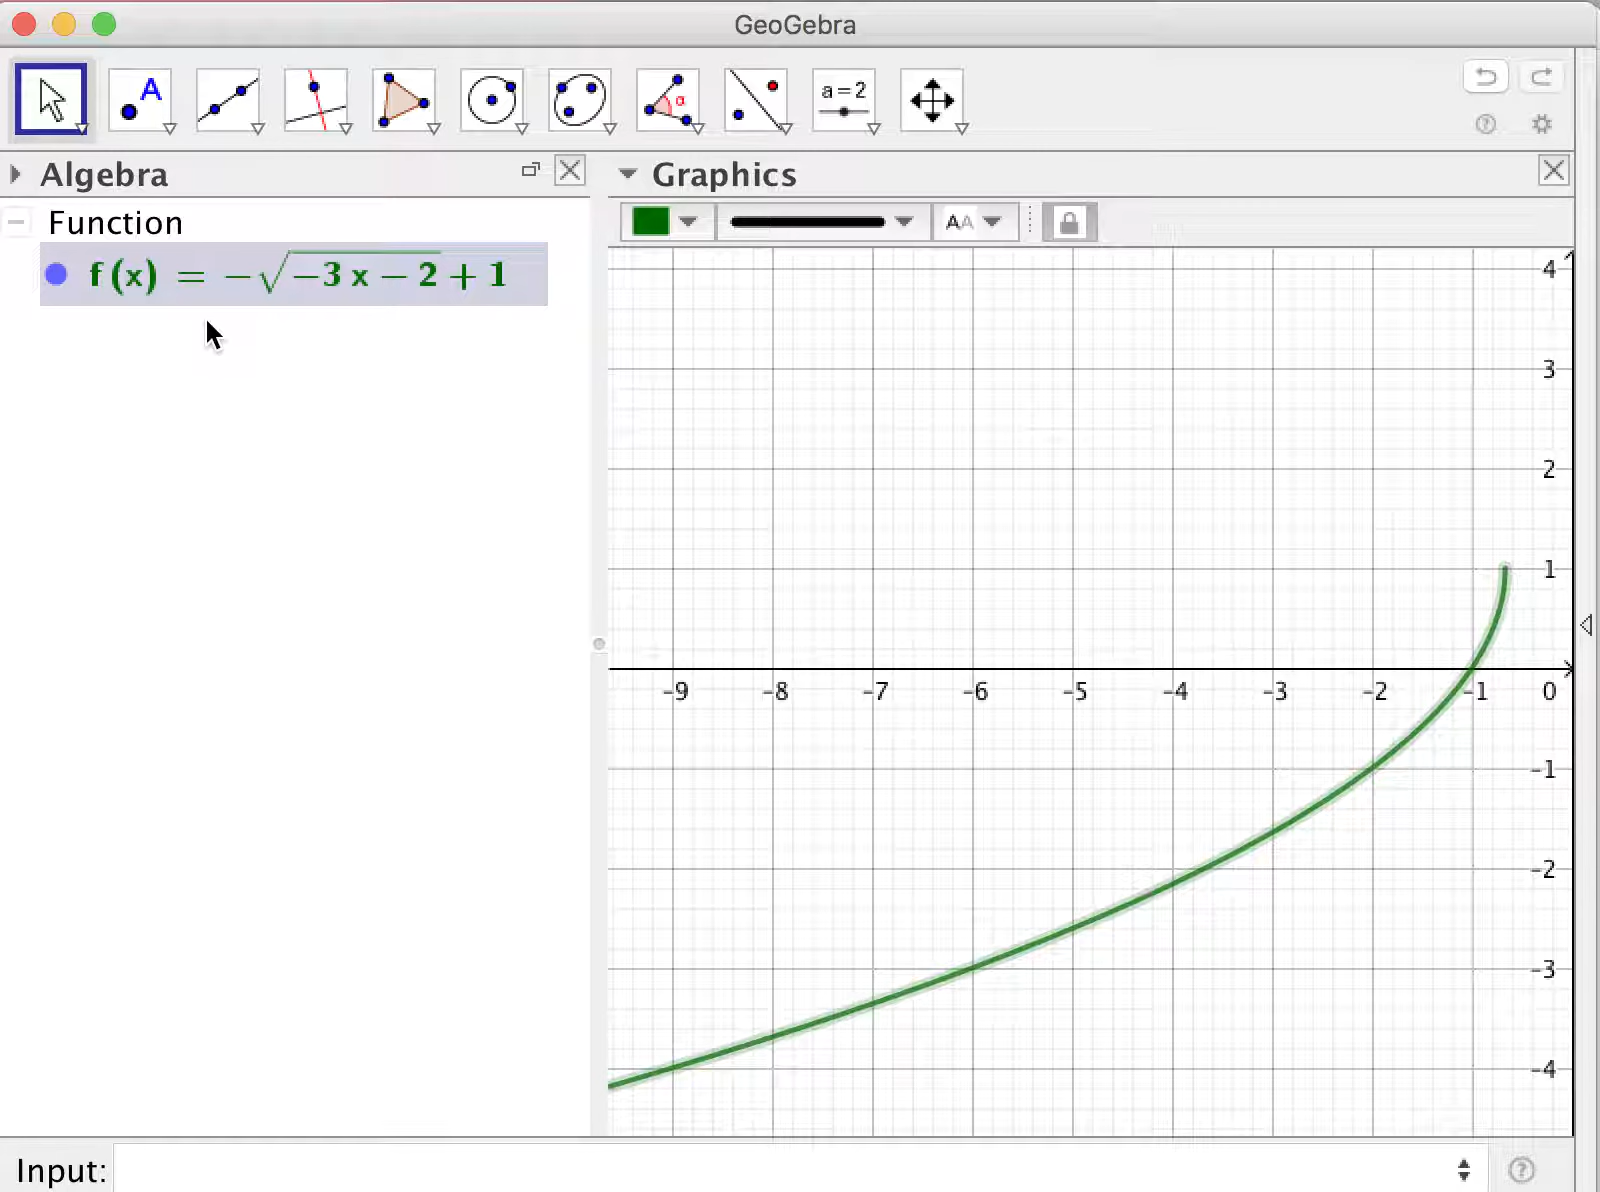 GeoGebra
A
α
a = 2
Algebra
Graphics
Function
AA
f (x) = −√(−3 x − 2) + 1
4
3
2
1
-9 -8 -7 -6 -5 -4 -3 -2 -1 0
-1
-2
-3
-4
Input: